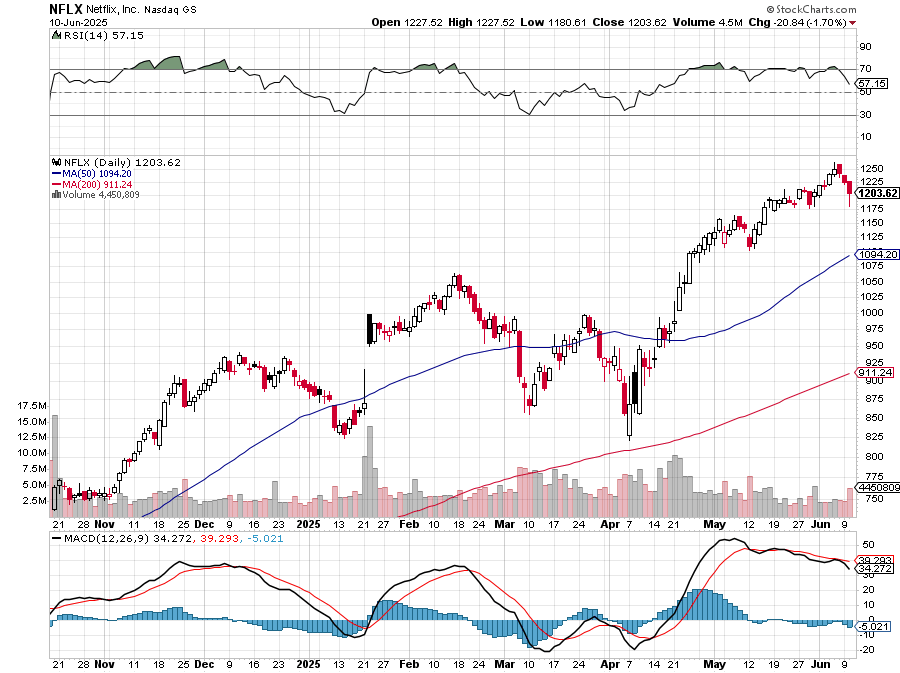 NFLX Netflix, Inc. Nasdaq GS
© StockCharts.com
10-Jun-2025
Open 1227.52 High 1227.52 Low 1180.61 Close 1203.62 Volume 4.5M Chg -20.84 (-1.70%)
RSI(14) 57.15
90
70
57.15
50
30
10
NFLX (Daily) 1203.62
MA(50) 1094.20
MA(200) 911.24
Volume 4,450,809
1250
1225
1203.62
1175
1150
1125
1094.20
1075
1050
1025
1000
975
950
925
911.24
900
875
850
825
800
775
4450809
750
17.5M
15.0M
12.5M
10.0M
7.5M
5.0M
2.5M
21 28 Nov 11 18 25 Dec 9 16 23 2025 13 21 27 Feb 10 18 24 Mar 10 17 24 Apr 7 14 21 May 12 19 27 Jun 9
MACD(12,26,9) 34.272, 39.293, -5.021
50
39.293
34.272
30
20
10
-5.021
-10
-20
21 28 Nov 11 18 25 Dec 9 16 23 2025 13 21 27 Feb 10 18 24 Mar 10 17 24 Apr 7 14 21 May 12 19 27 Jun 9